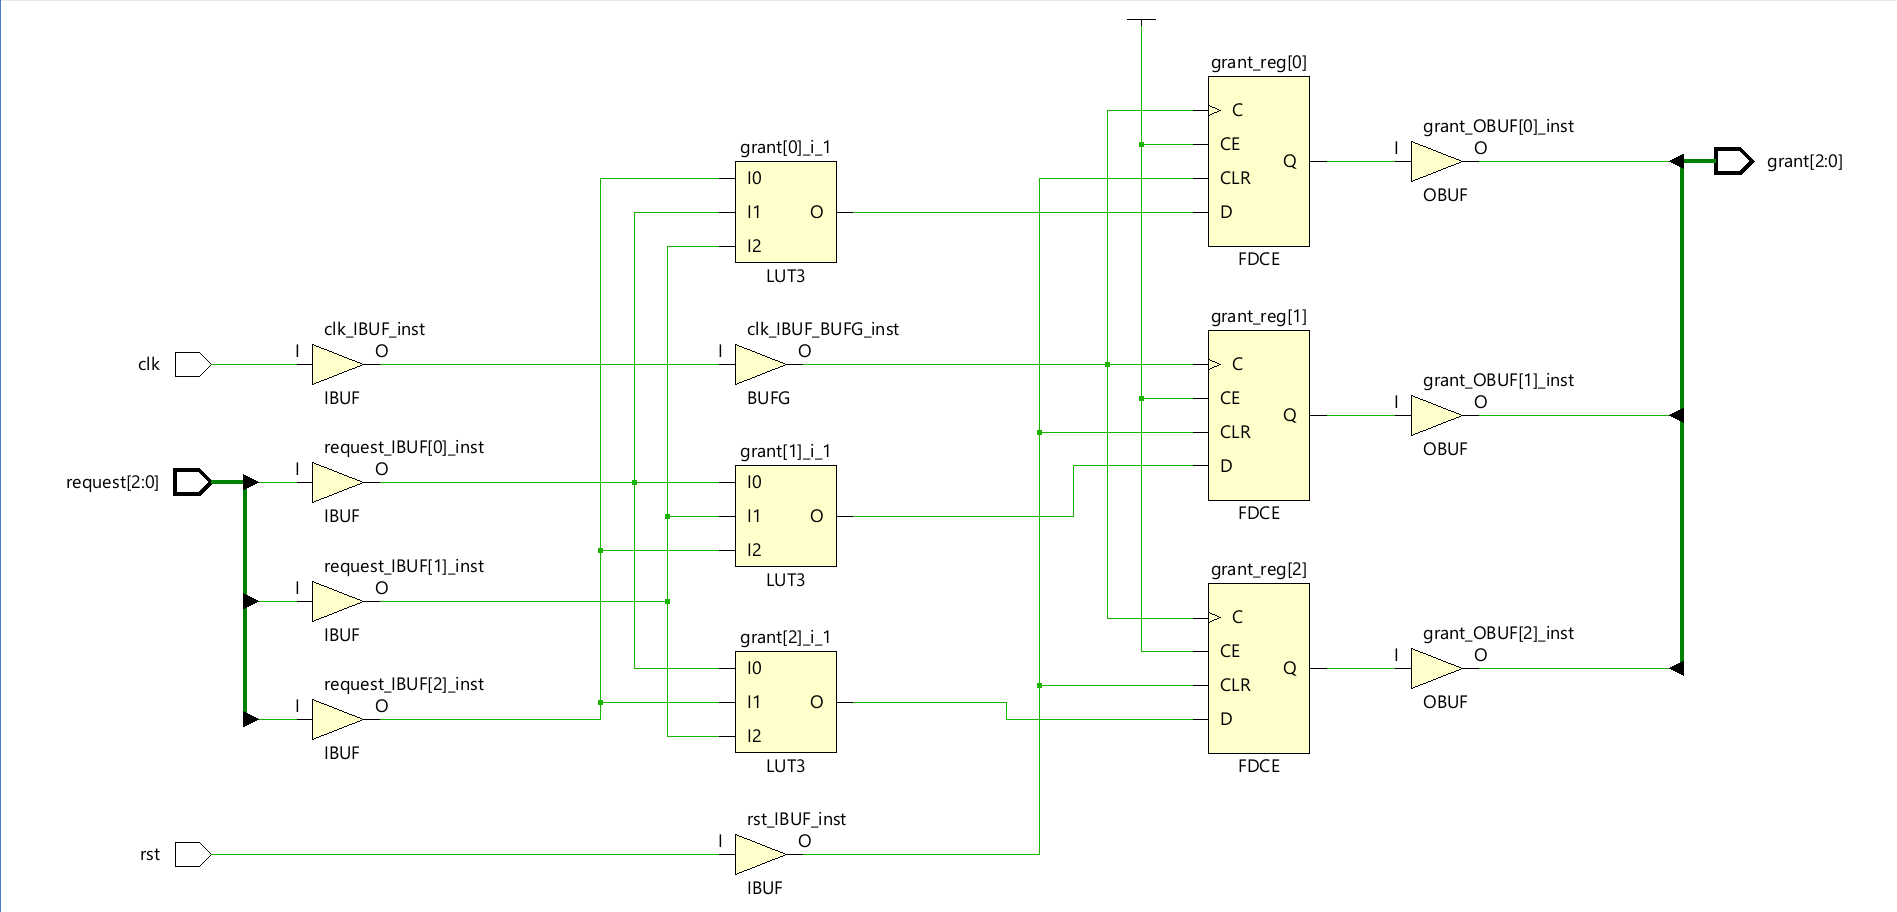 grant_reg[0]
C
CE
CLR
D
Q
FDCE
grant_OBUF[0]_inst
I
O
OBUF
grant[2:0]
grant[0]_i_1
I0
I1
I2
O
LUT3
clk
clk_IBUF_inst
I
O
IBUF
clk_IBUF_BUFG_inst
I
O
BUFG
grant_reg[1]
C
CE
CLR
D
Q
FDCE
grant_OBUF[1]_inst
I
O
OBUF
request[2:0]
request_IBUF[0]_inst
I
O
IBUF
grant[1]_i_1
I0
I1
I2
O
LUT3
request_IBUF[1]_inst
I
O
IBUF
grant_reg[2]
C
CE
CLR
D
Q
FDCE
grant_OBUF[2]_inst
I
O
OBUF
grant[2]_i_1
I0
I1
I2
O
LUT3
request_IBUF[2]_inst
I
O
IBUF
rst
rst_IBUF_inst
I
O
IBUF